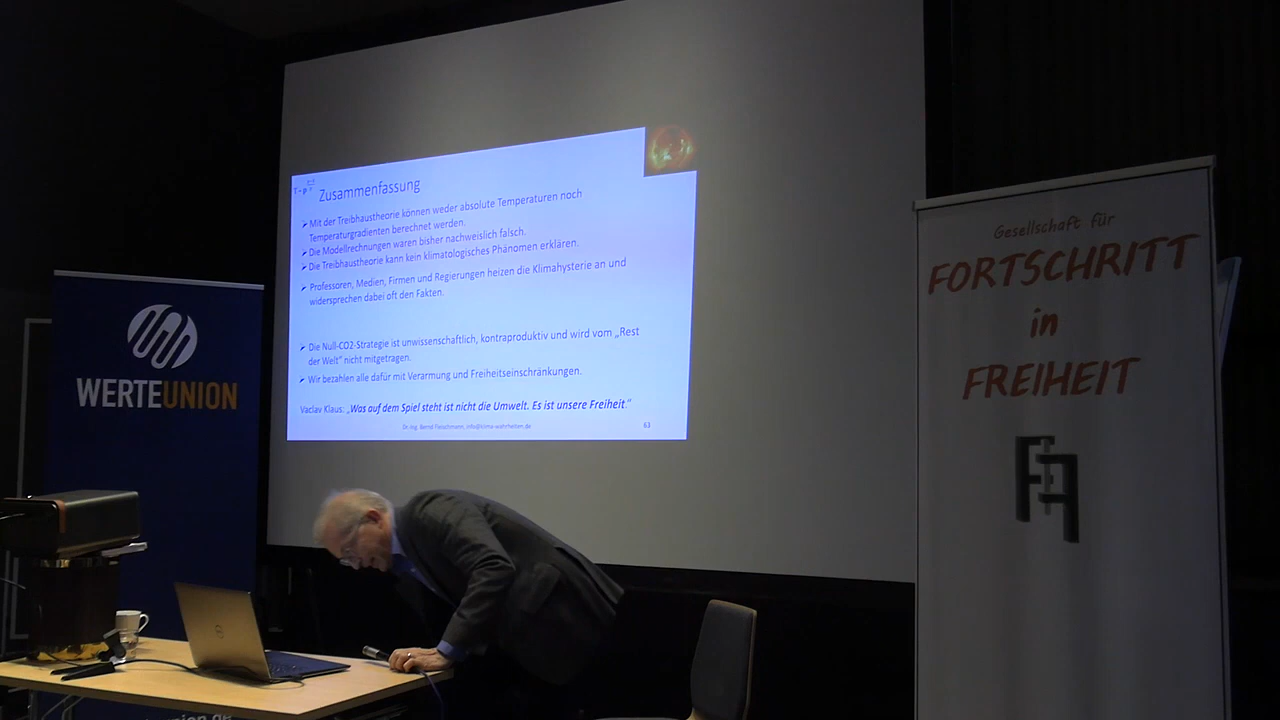 Zusammenfassung
➢ Mit der Treibhaustheorie können weder absolute Temperaturen noch
Temperaturgradienten berechnet werden.
➢ Die Modellrechnungen waren bisher nachweislich falsch.
➢ Die Treibhaustheorie kann kein klimatologisches Phänomen erklären.
➢ Professoren, Medien, Firmen und Regierungen heizen die Klimahysterie an und
widersprechen dabei oft den Fakten.
➢ Die Null-CO2-Strategie ist unwissenschaftlich, kontraproduktiv und wird vom „Rest
der Welt" nicht mitgetragen.
➢ Wir bezahlen alle dafür mit Verarmung und Freiheitseinschränkungen.
Vaclav Klaus: „Was auf dem Spiel steht ist nicht die Umwelt. Es ist unsere Freiheit."
Dr.-Ing. Bernd Fleischmann, info@klima-wahrheiten.de 63
WERTEUNION
Gesellschaft für
FORTSCHRITT
in
FREIHEIT